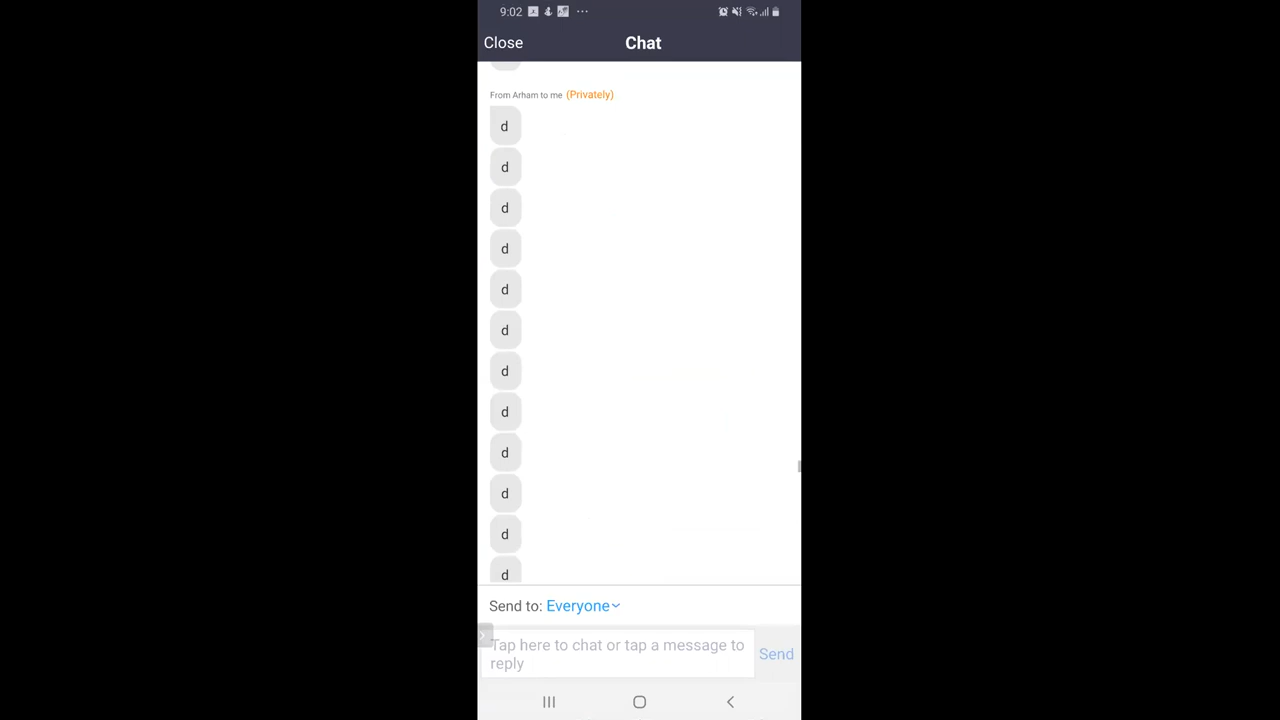 9:02
Close
Chat
From Arham to me (Privately)
d
d
d
d
d
d
d
d
d
d
d
d
Send to: Everyone
Tap here to chat or tap a message to
reply
Send